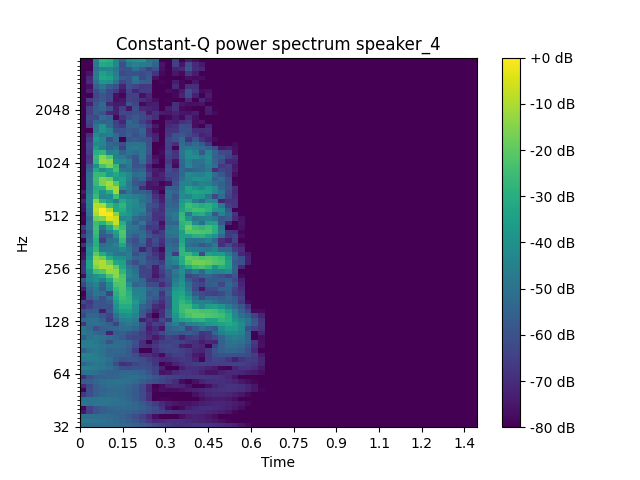 Constant-Q power spectrum speaker_4
Hz
2048
1024
512
256
128
64
32
0 0.15 0.3 0.45 0.6 0.75 0.9 1.1 1.2 1.4
Time
+0 dB
-10 dB
-20 dB
-30 dB
-40 dB
-50 dB
-60 dB
-70 dB
-80 dB